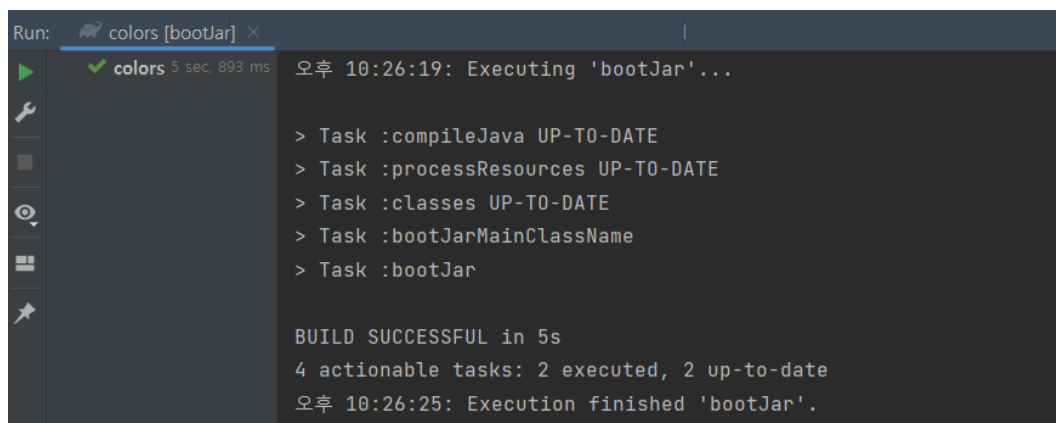 Run:
colors [bootJar]
colors 5 sec, 893 ms
오후 10:26:19: Executing 'bootJar'...
> Task :compileJava UP-TO-DATE
> Task :processResources UP-TO-DATE
> Task :classes UP-TO-DATE
> Task :bootJarMainClassName
> Task :bootJar
BUILD SUCCESSFUL in 5s
4 actionable tasks: 2 executed, 2 up-to-date
오후 10:26:25: Execution finished 'bootJar'.